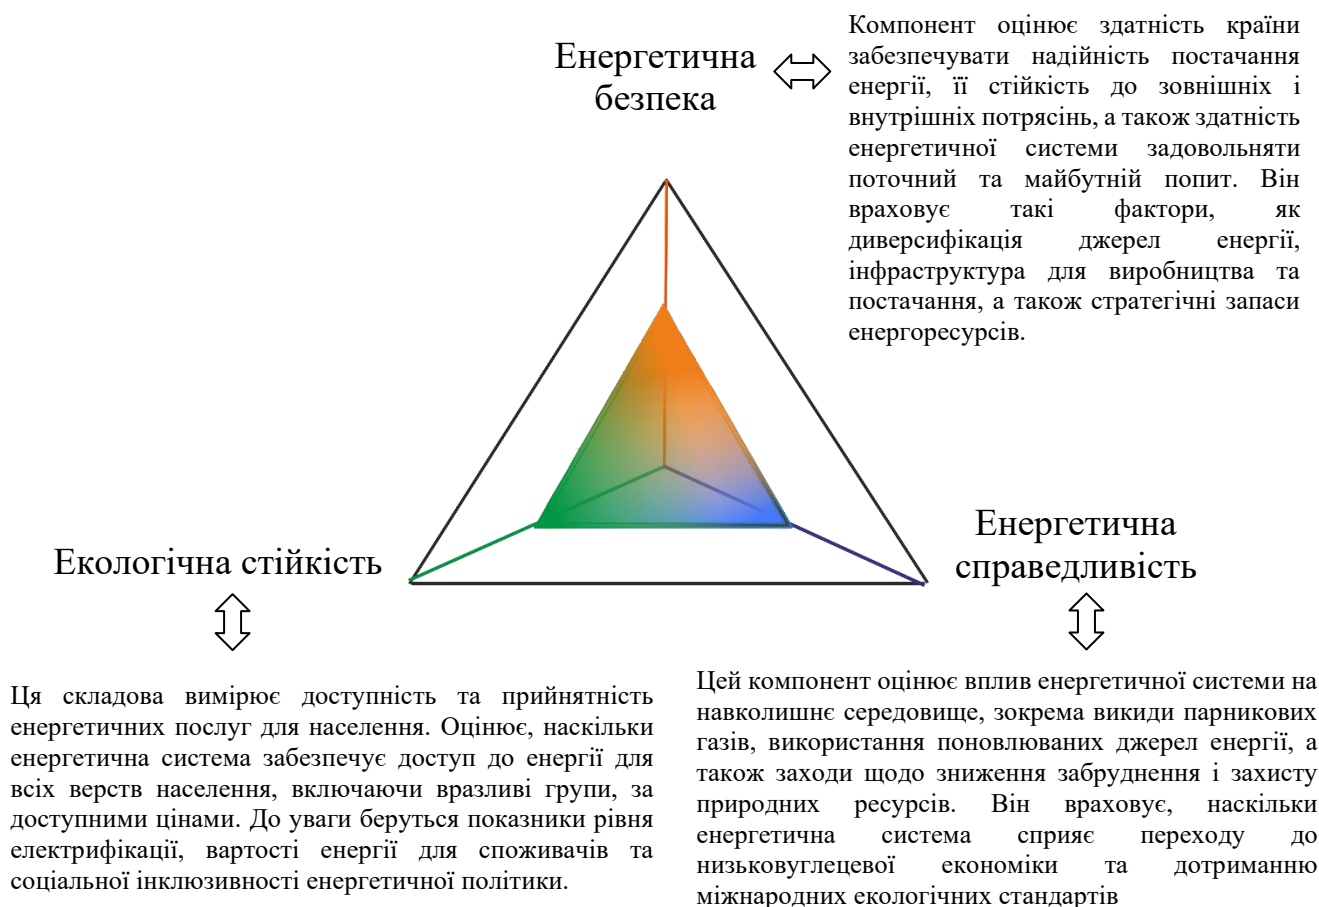 Енергетична
безпека
Компонент оцінює здатність країни
забезпечувати надійність постачання
енергії, її стійкість до зовнішніх і
внутрішніх потрясінь, а також здатність
енергетичної системи задовольняти
поточний та майбутній попит. Він
враховує такі фактори, як
диверсифікація джерел енергії,
інфраструктура для виробництва та
постачання, а також стратегічні запаси
енергоресурсів.
Екологічна стійкість
Енергетична
справедливість
Ця складова вимірює доступність та прийнятність
енергетичних послуг для населення. Оцінює, наскільки
енергетична система забезпечує доступ до енергії для
всіх верств населення, включаючи вразливі групи, за
доступними цінами. До уваги беруться показники рівня
електрифікації, вартості енергії для споживачів та
соціальної інклюзивності енергетичної політики.
Цей компонент оцінює вплив енергетичної системи на
навколишнє середовище, зокрема викиди парникових
газів, використання поновлюваних джерел енергії, а
також заходи щодо зниження забруднення і захисту
природних ресурсів. Він враховує, наскільки
енергетична система сприяє переходу до
низьковуглецевої економіки та дотриманню
міжнародних екологічних стандартів